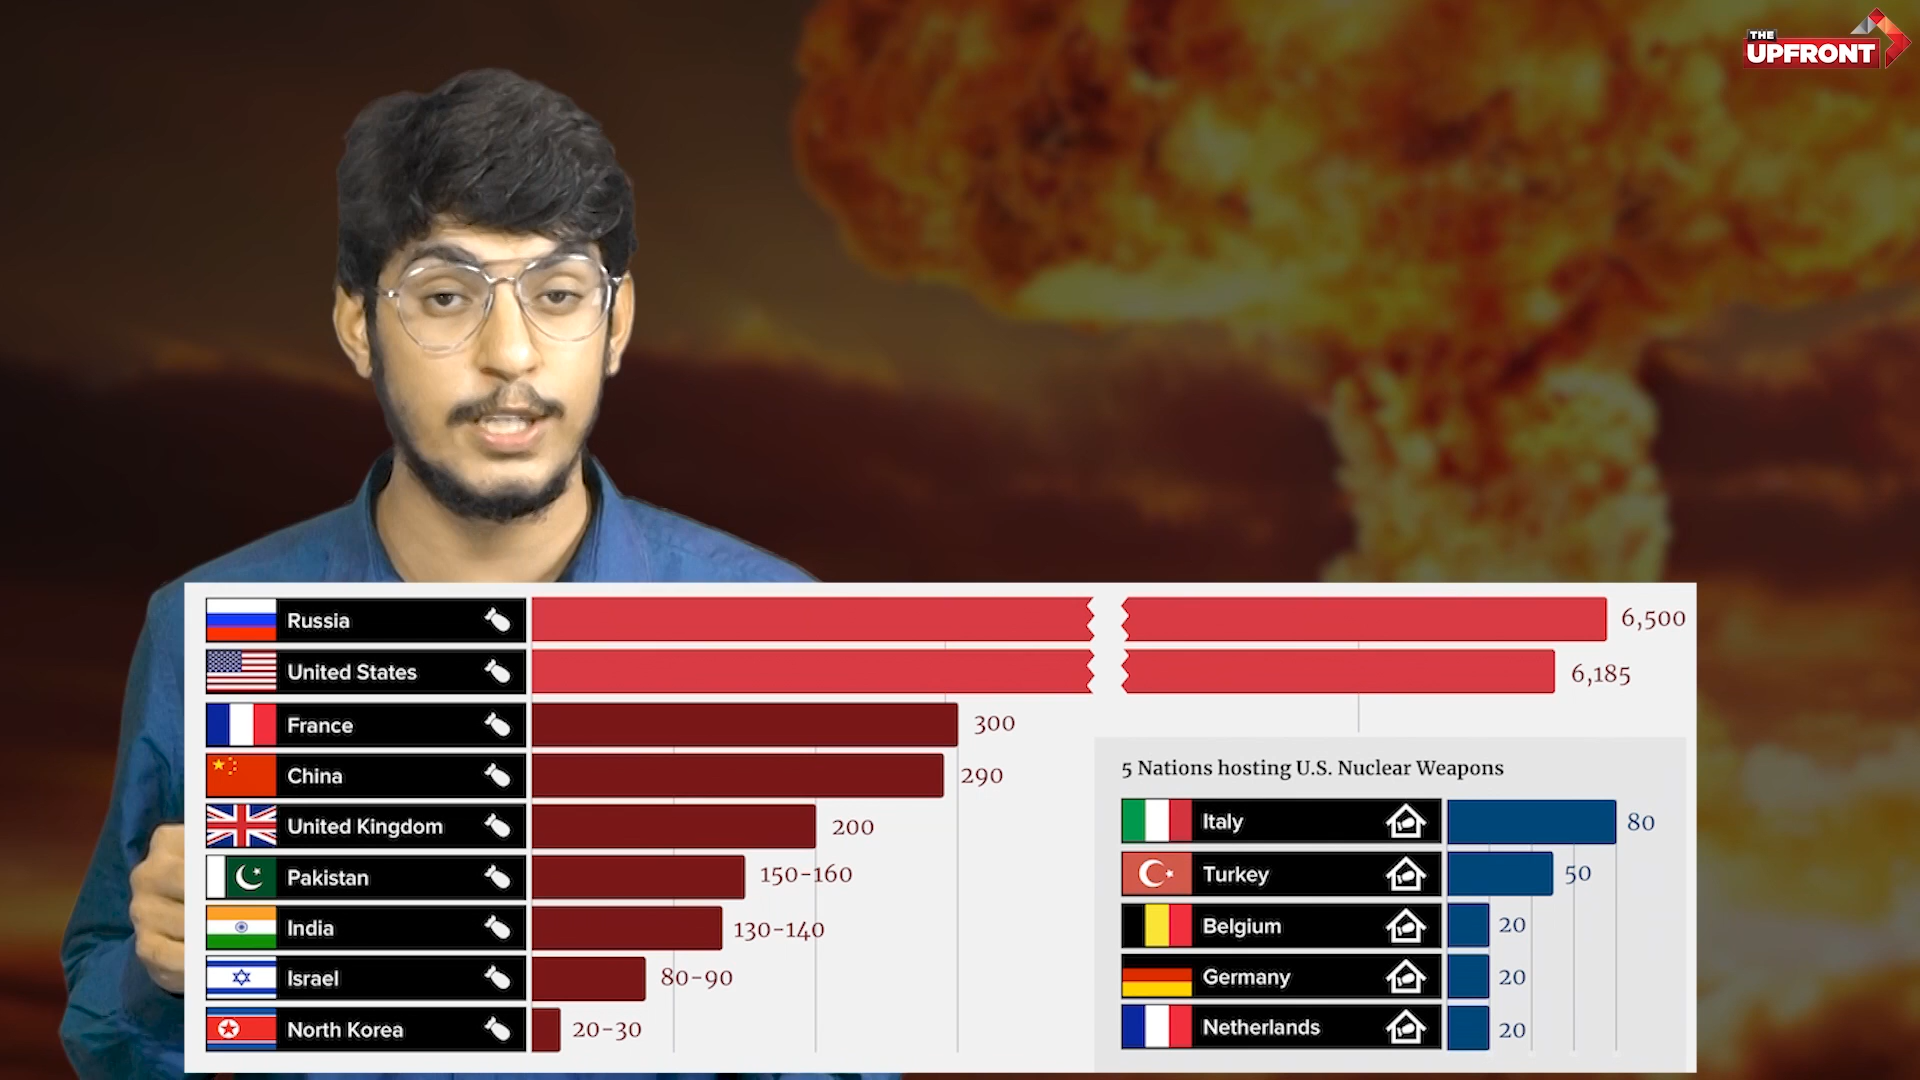 THE
UPFRONT
Russia 6,500
United States 6,185
France 300
China 290
United Kingdom 200
Pakistan 150-160
India 130-140
Israel 80-90
North Korea 20-30
5 Nations hosting U.S. Nuclear Weapons
Italy 80
Turkey 50
Belgium 20
Germany 20
Netherlands 20